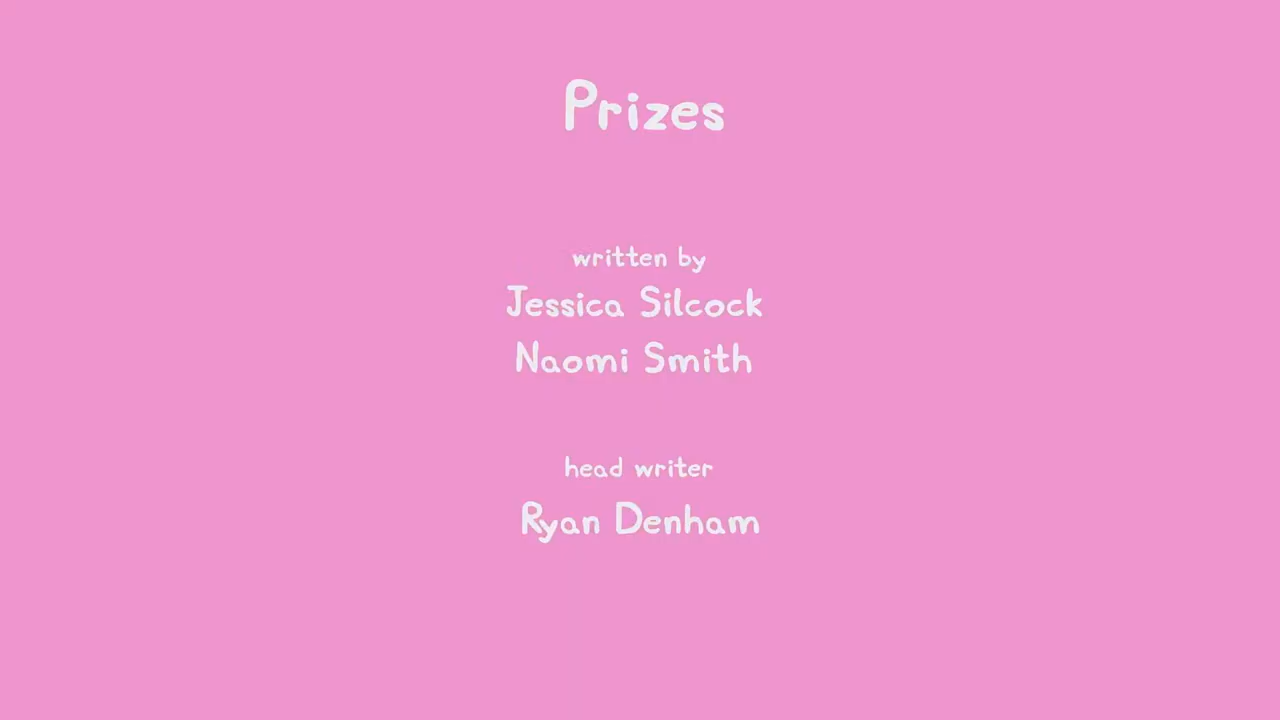 Prizes
written by
Jessica Silcock
Naomi Smith
head writer
Ryan Denham